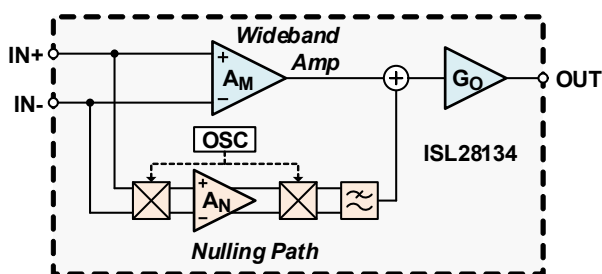 Wideband
Amp
IN+
IN-
+
A_M
−
+
G_O
OUT
OSC
ISL28134
+
A_N
−
Nulling Path